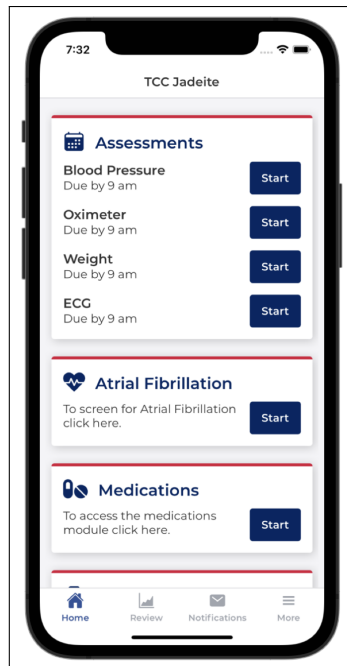 7:32
TCC Jadeite
Assessments
Blood Pressure
Due by 9 am
Start
Oximeter
Due by 9 am
Start
Weight
Due by 9 am
Start
ECG
Due by 9 am
Start
Atrial Fibrillation
To screen for Atrial Fibrillation
click here.
Start
Medications
To access the medications
module click here.
Start
Home
Review
Notifications
More